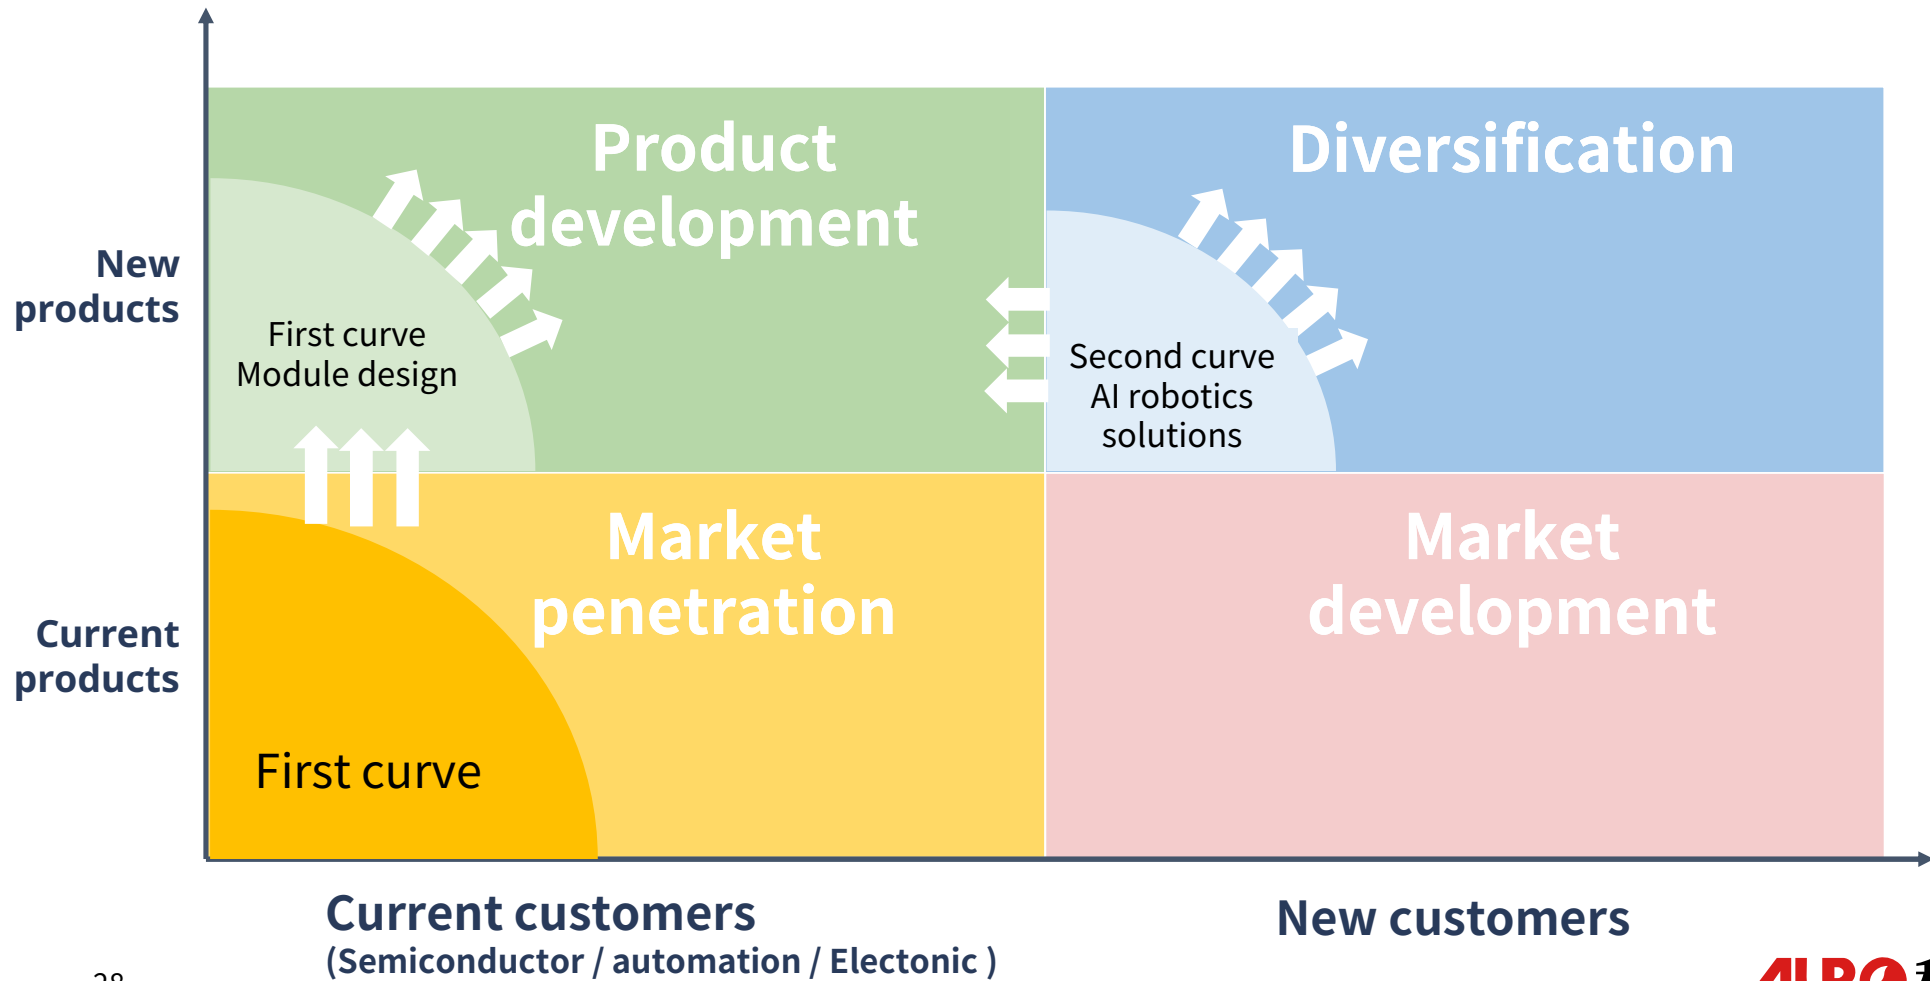 Product
development
Diversification
New
products
First curve
Module design
Second curve
AI robotics
solutions
Market
penetration
Market
development
Current
products
First curve
Current customers
(Semiconductor / automation / Electonic )
New customers